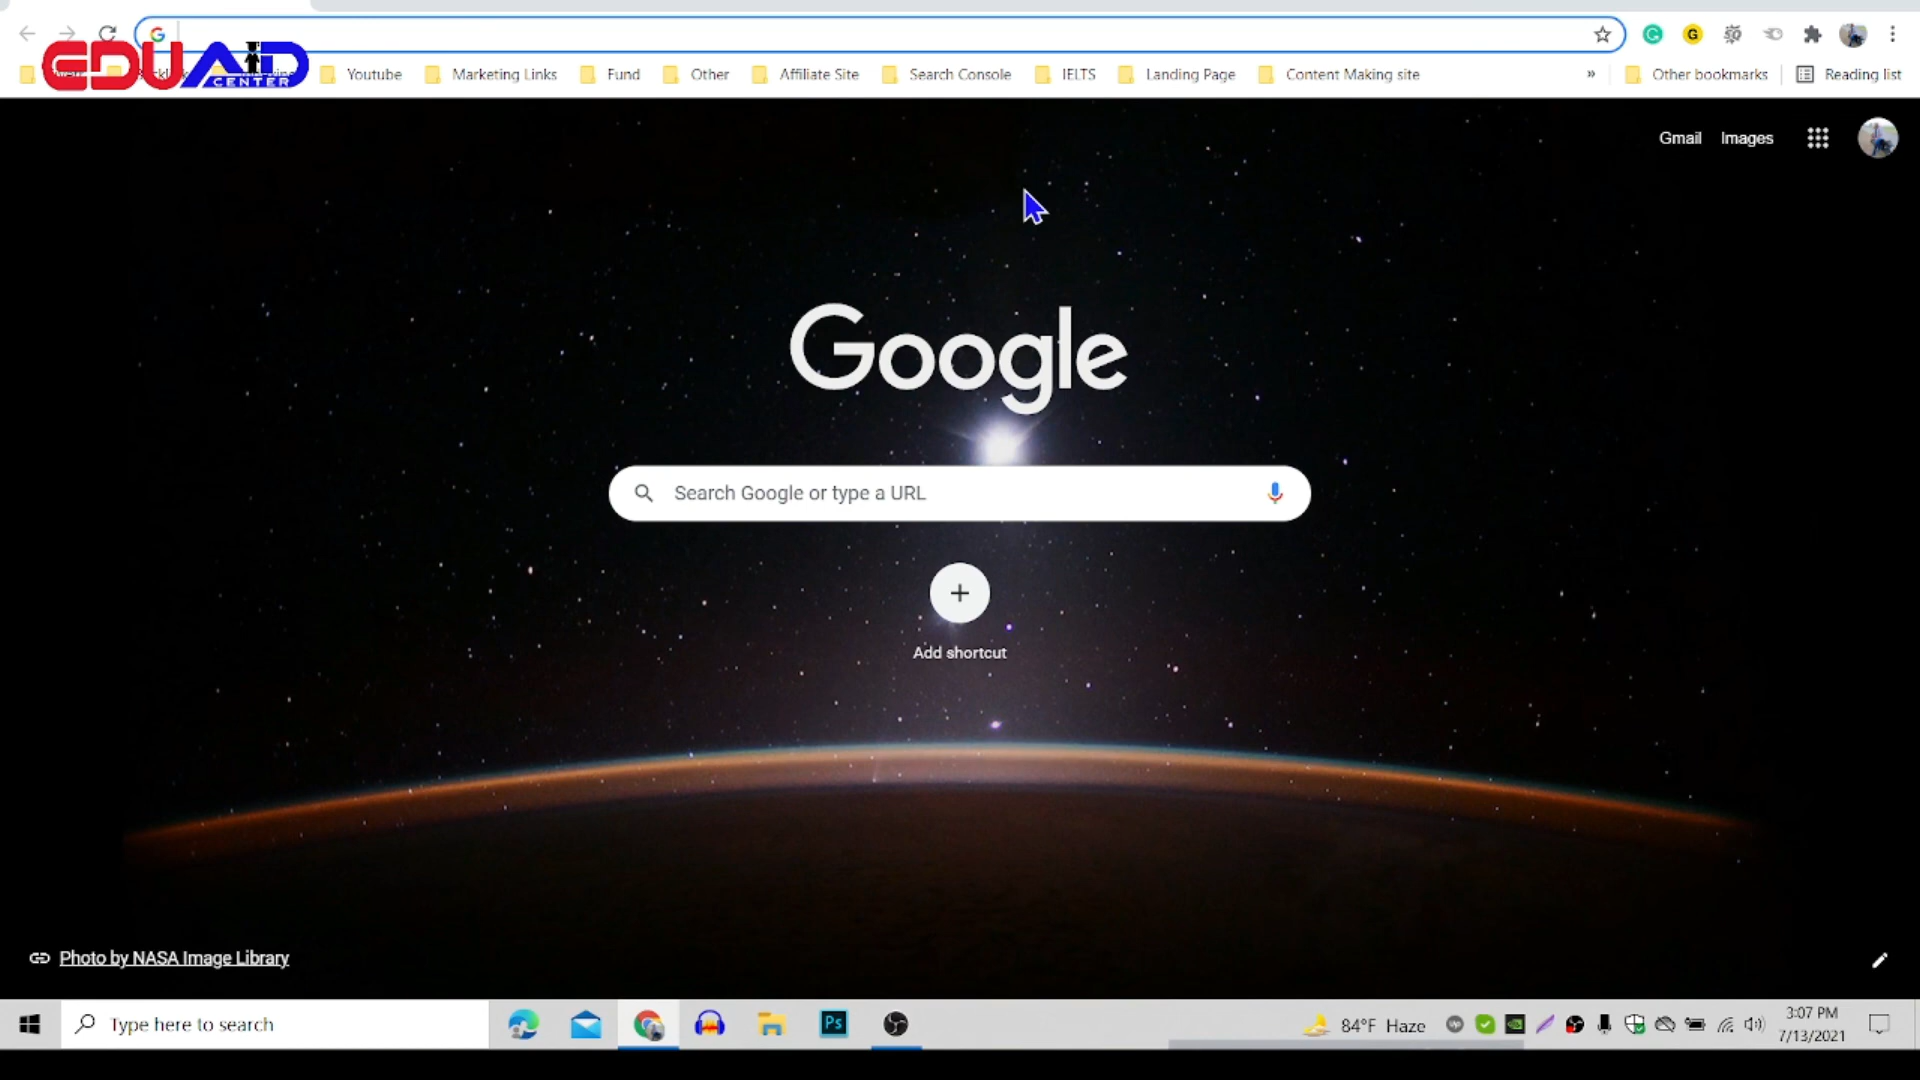 EDUAID
CENTER
Youtube
Marketing Links
Fund
Other
Affiliate Site
Search Console
IELTS
Landing Page
Content Making site
»
Other bookmarks
Reading list
G
Gmail
Images
Google
Search Google or type a URL
Add shortcut
Photo by NASA Image Library
Type here to search
Ps
84°F Haze
3:07 PM
7/13/2021